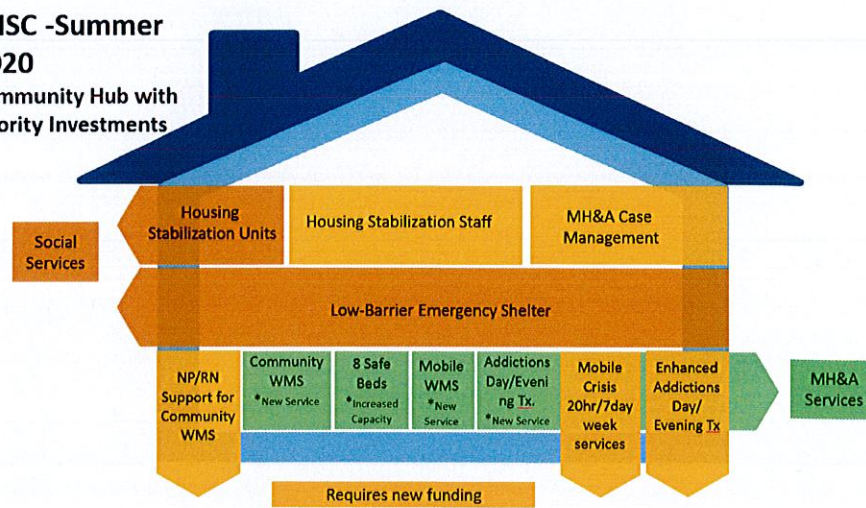 ISC -Summer
020
mmunity Hub with
ority Investments
Housing
Stabilization Units
Housing Stabilization Staff
MH&A Case
Management
Social
Services
Low-Barrier Emergency Shelter
NP/RN
Support for
Community
WMS
Community
WMS
*New Service
8 Safe
Beds
*Increased
Capacity
Mobile
WMS
*New
Service
Addictions
Day/Eveni
ng Tx.
*New Service
Mobile
Crisis
20hr/7day
week
services
Enhanced
Addictions
Day/
Evening Tx
MH&A
Services
Requires new funding